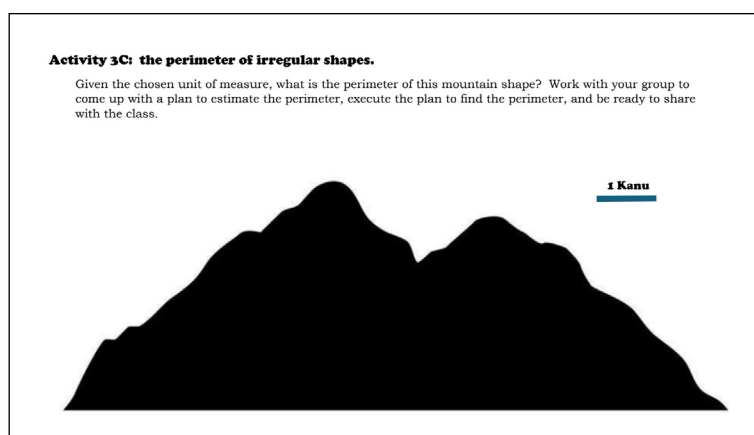 Activity 3C: the perimeter of irregular shapes.
Given the chosen unit of measure, what is the perimeter of this mountain shape? Work with your group to
come up with a plan to estimate the perimeter, execute the plan to find the perimeter, and be ready to share
with the class.
1 Kanu